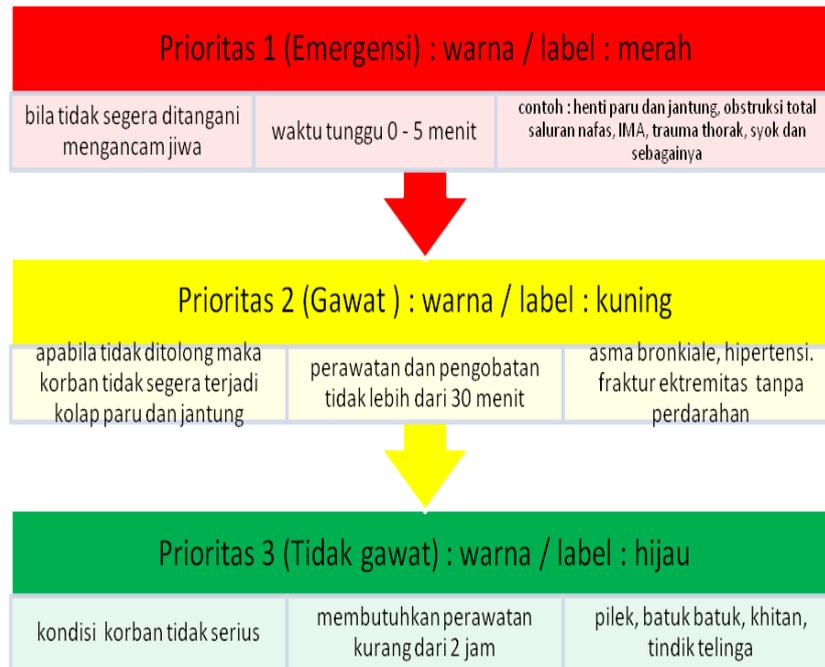 Prioritas 1 (Emergensi) : warna / label : merah
bila tidak segera ditangani
mengancam jiwa
waktu tunggu 0 - 5 menit
contoh : henti paru dan jantung, obstruksi total
saluran nafas, IMA, trauma thorak, syok dan
sebagainya
Prioritas 2 (Gawat ) : warna / label : kuning
apabila tidak ditolong maka
korban tidak segera terjadi
kolap paru dan jantung
perawatan dan pengobatan
tidak lebih dari 30 menit
asma bronkiale, hipertensi.
fraktur ektremitas tanpa
perdarahan
Prioritas 3 (Tidak gawat) : warna / label : hijau
kondisi korban tidak serius
membutuhkan perawatan
kurang dari 2 jam
pilek, batuk batuk, khitan,
tindik telinga